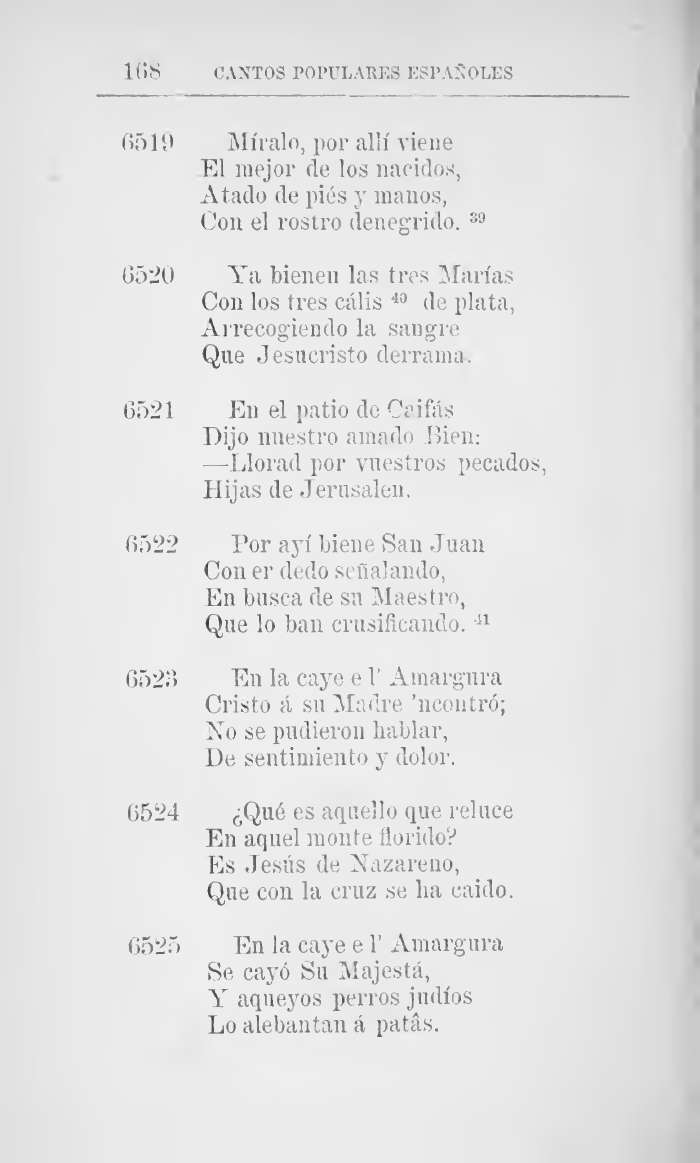 168 CANTOS POPULARES ESPAÑOLES
6519 Míralo, por allí viene
El mejor de los nacidos,
Atado de piés y manos,
Con el rostro denegrido. 39
6520 Ya bienen las tres Marías
Con los tres cális 40 de plata,
Arrecogiendo la sangre
Que Jesucristo derrama.
6521 En el patio de Caifás
Dijo nuestro amado Bien:
—Llorad por vuestros pecados,
Hijas de Jerusalen.
6522 Por ayí biene San Juan
Con er dedo señalando,
En busca de su Maestro,
Que lo ban crusificando. 41
6523 En la caye e l' Amargura
Cristo á su Madre 'ncontró;
No se pudieron hablar,
De sentimiento y dolor.
6524 ¿Qué es aquello que reluce
En aquel monte florido?
Es Jesús de Nazareno,
Que con la cruz se ha caido.
6525 En la caye e l' Amargura
Se cayó Su Majestá,
Y aqueyos perros judíos
Lo alebantan á patâs.